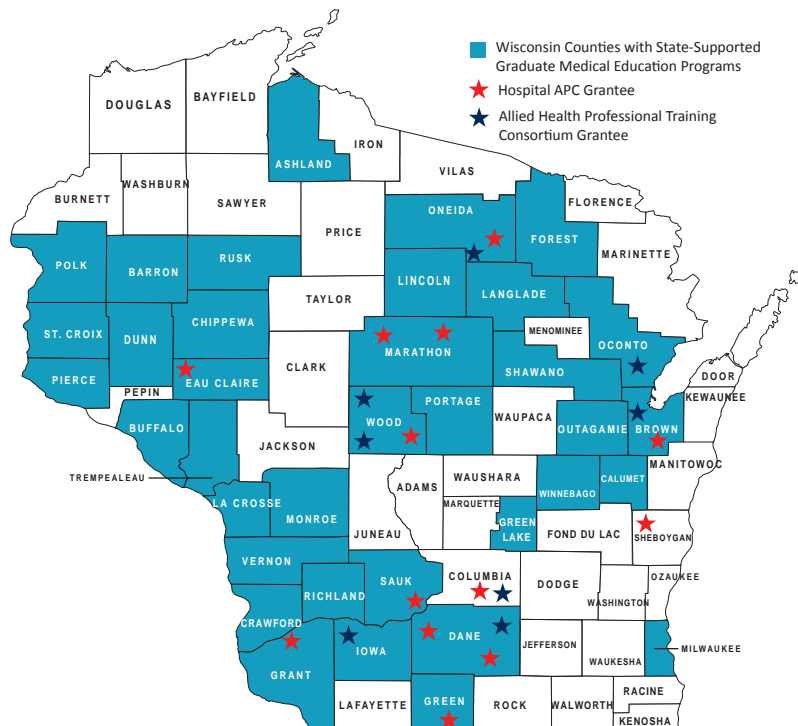 Wisconsin Counties with State-Supported
Graduate Medical Education Programs
Hospital APC Grantee
Allied Health Professional Training
Consortium Grantee
DOUGLAS
BAYFIELD
IRON
ASHLAND
VILAS
WASHBURN
BURNETT
SAWYER
FLORENCE
ONEIDA
PRICE
FOREST
MARINETTE
POLK
BARRON
RUSK
LINCOLN
LANGLADE
TAYLOR
CHIPPEWA
ST. CROIX
DUNN
MENOMINEE
OCONTO
MARATHON
CLARK
SHAWANO
PIERCE
EAU CLAIRE
DOOR
PEPIN
KEWAUNEE
PORTAGE
WOOD
WAUPACA
BUFFALO
OUTAGAMIE
BROWN
JACKSON
MANITOWOC
TREMPEALEAU
WAUSHARA
ADAMS
CALUMET
WINNEBAGO
LA CROSSE
MARQUETTE
MONROE
GREEN
LAKE
JUNEAU
FOND DU LAC
SHEBOYGAN
VERNON
SAUK
COLUMBIA
DODGE
OZAUKEE
RICHLAND
WASHINGTON
CRAWFORD
DANE
IOWA
JEFFERSON
MILWAUKEE
WAUKESHA
GRANT
LAFAYETTE
GREEN
ROCK
WALWORTH
RACINE
KENOSHA